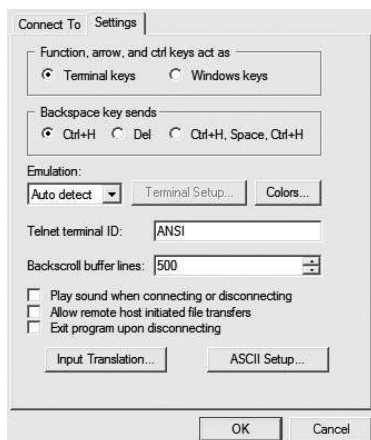 Connect To Settings
Function, arrow, and ctrl keys act as
Terminal keys Windows keys
Backspace key sends
Ctrl+H Del Ctrl+H, Space, Ctrl+H
Emulation:
Auto detect Terminal Setup... Colors...
Telnet terminal ID: ANSI
Backscroll buffer lines: 500
Play sound when connecting or disconnecting
Allow remote host initiated file transfers
Exit program upon disconnecting
Input Translation... ASCII Setup...
OK Cancel